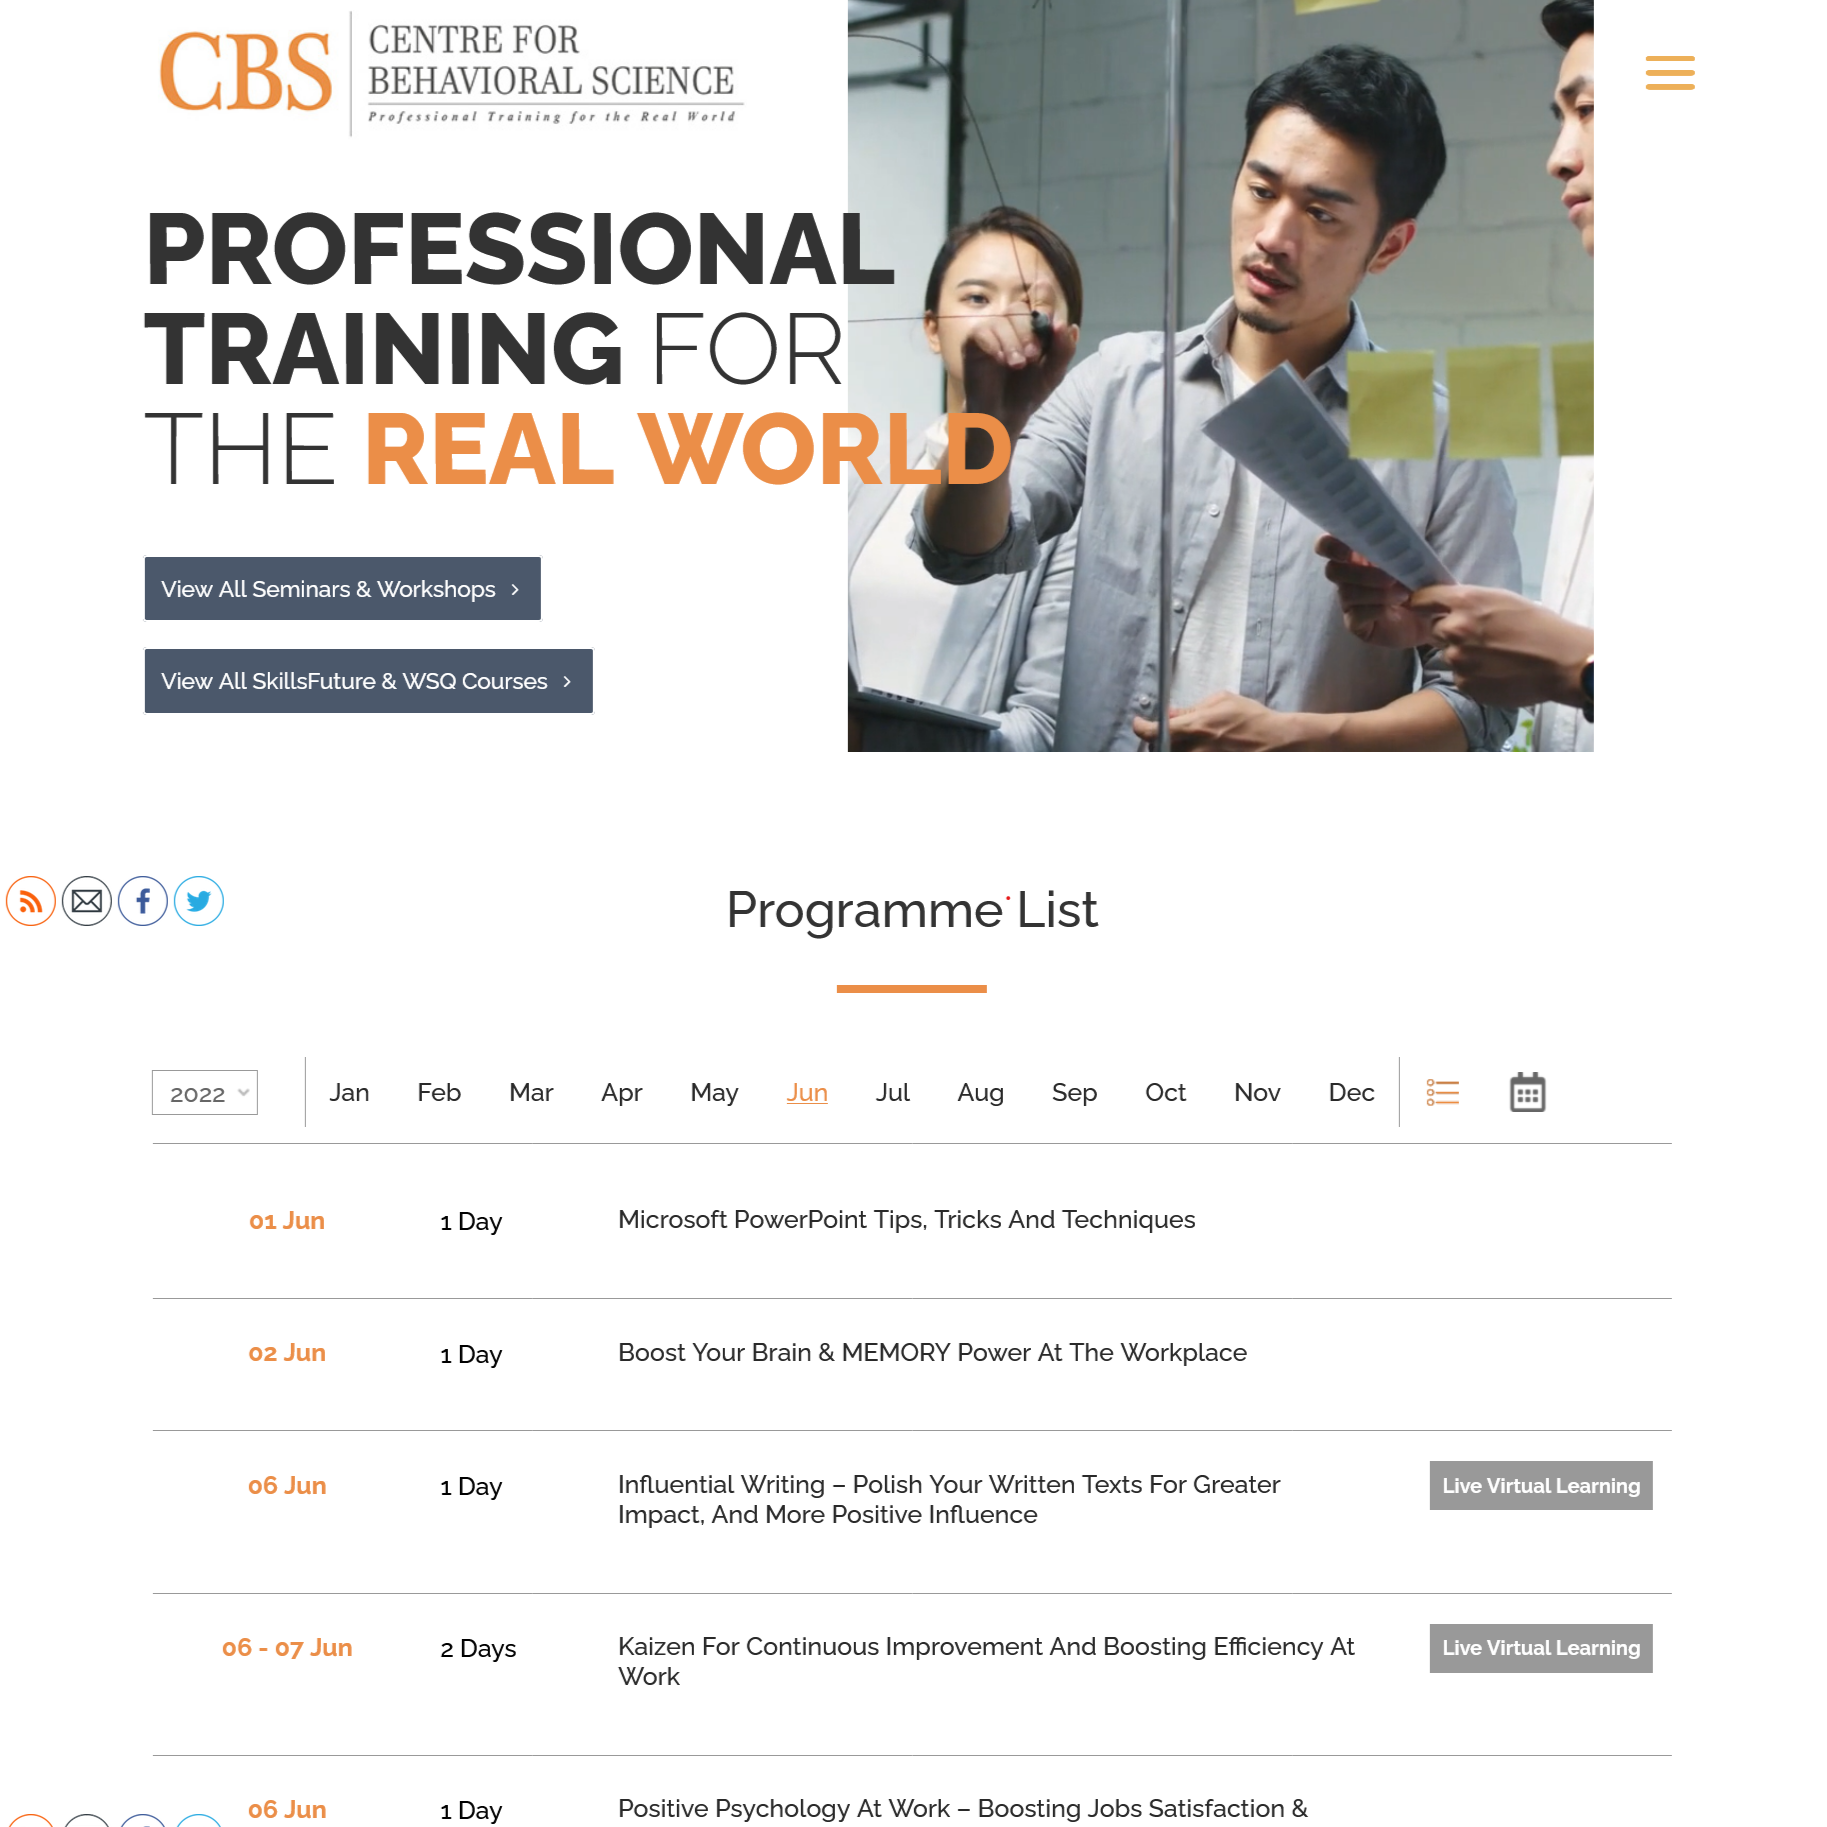 CBS
CENTRE FOR
BEHAVIORAL SCIENCE
Professional Training for the Real World
PROFESSIONAL
TRAINING FOR
THE REAL WORLD
View All Seminars & Workshops
View All SkillsFuture & WSQ Courses
Programme List
2022 Jan Feb Mar Apr May Jun Jul Aug Sep Oct Nov Dec
01 Jun 1 Day Microsoft PowerPoint Tips, Tricks And Techniques
02 Jun 1 Day Boost Your Brain & MEMORY Power At The Workplace
06 Jun 1 Day Influential Writing – Polish Your Written Texts For Greater
Impact, And More Positive Influence
Live Virtual Learning
06 - 07 Jun 2 Days Kaizen For Continuous Improvement And Boosting Efficiency At
Work
Live Virtual Learning
06 Jun 1 Day Positive Psychology At Work – Boosting Jobs Satisfaction &